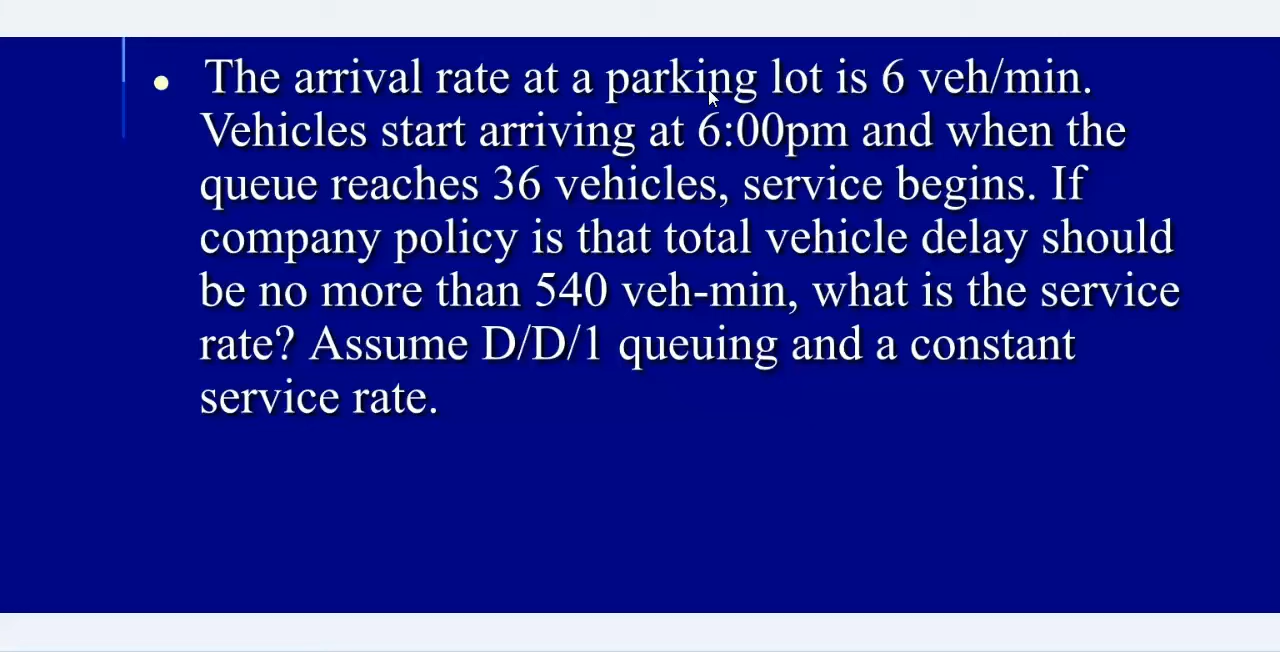 • The arrival rate at a parking lot is 6 veh/min.
Vehicles start arriving at 6:00pm and when the
queue reaches 36 vehicles, service begins. If
company policy is that total vehicle delay should
be no more than 540 veh-min, what is the service
rate? Assume D/D/1 queuing and a constant
service rate.